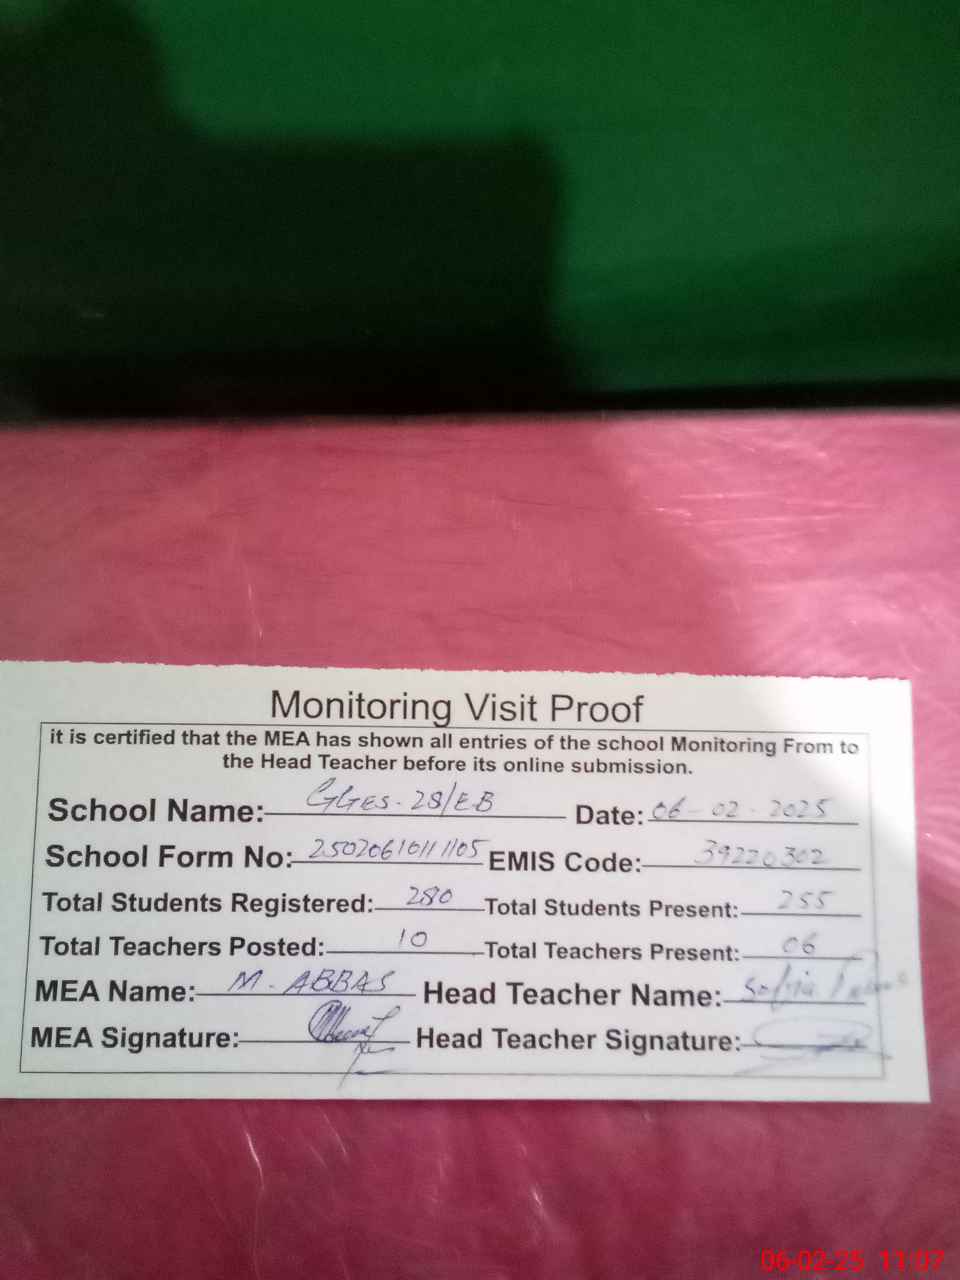 Monitoring Visit Proof
it is certified that the MEA has shown all entries of the school Monitoring From to
the Head Teacher before its online submission.
School Name: GGES-28/EB Date: 06-02-2025
School Form No: 2502061011105 EMIS Code: 39220302
Total Students Registered: 280 Total Students Present: 255
Total Teachers Posted: 10 Total Teachers Present: 06
MEA Name: M. ABBAS Head Teacher Name: Sofia
MEA Signature: Head Teacher Signature:
06-02-25 11:07